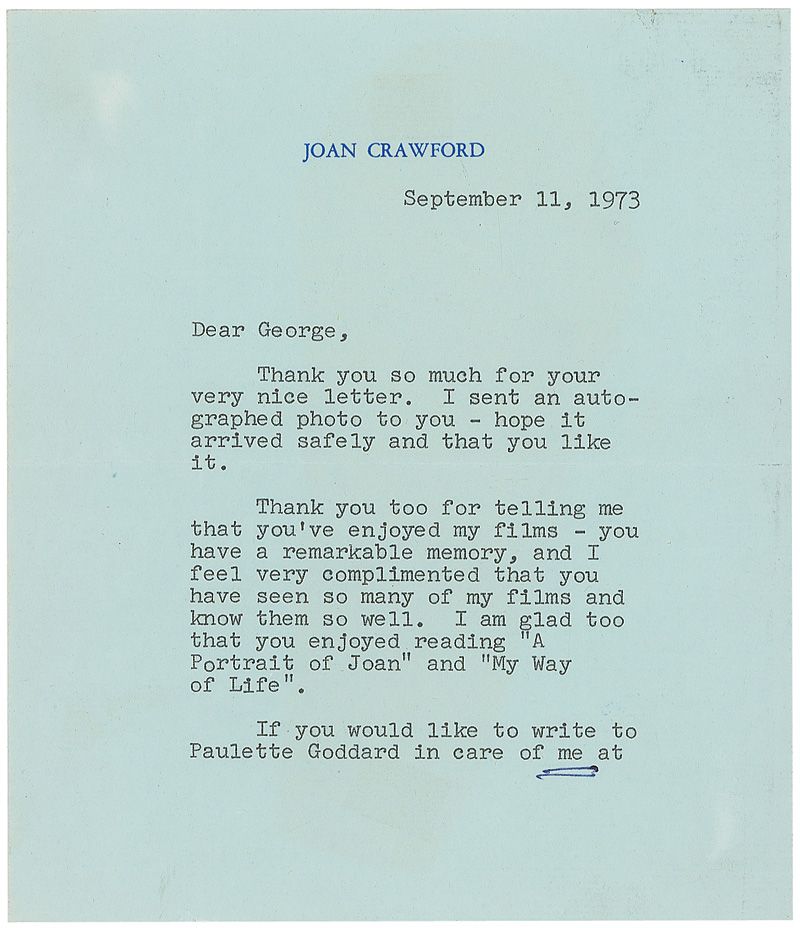 JOAN CRAWFORD
September 11, 1973
Dear George,
Thank you so much for your
very nice letter. I sent an auto-
graphed photo to you - hope it
arrived safely and that you like
it.
Thank you too for telling me
that you've enjoyed my films - you
have a remarkable memory, and I
feel very complimented that you
have seen so many of my films and
know them so well. I am glad too
that you enjoyed reading "A
Portrait of Joan" and "My Way
of Life".
If you would like to write to
Paulette Goddard in care of me at